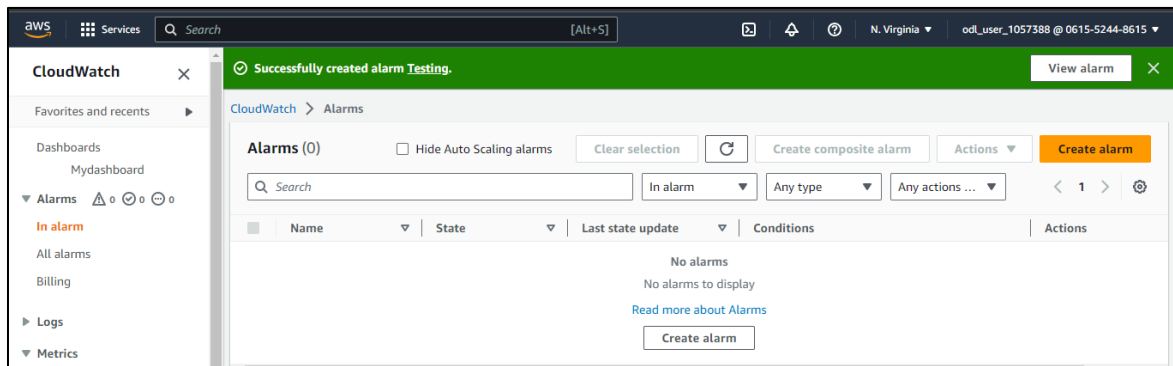 aws Services Search [Alt+S] N. Virginia ▼ odl_user_1057388 @ 0615-5244-8615 ▼
CloudWatch
Favorites and recents
Dashboards
Mydashboard
Alarms 0 0 0
In alarm
All alarms
Billing
Logs
Metrics
Successfully created alarm Testing. View alarm
CloudWatch > Alarms
Alarms (0) Hide Auto Scaling alarms Clear selection Create composite alarm Actions ▼ Create alarm
Search In alarm ▼ Any type ▼ Any actions ... ▼ < 1 >
Name State Last state update Conditions Actions
No alarms
No alarms to display
Read more about Alarms
Create alarm